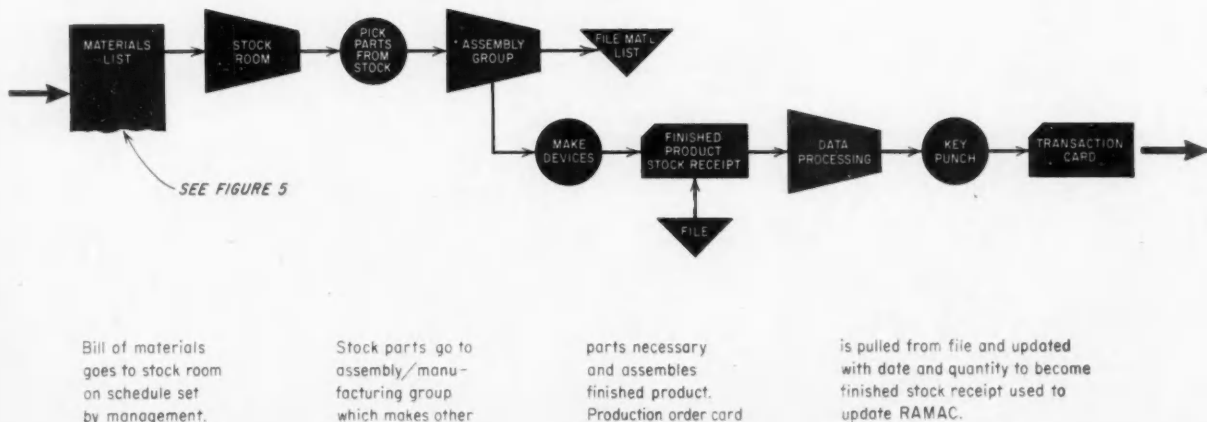 MATERIALS
LIST
STOCK
ROOM
PICK
PARTS
FROM
STOCK
ASSEMBLY
GROUP
FILE MAT'L
LIST
MAKE
DEVICES
FINISHED
PRODUCT
STOCK RECEIPT
DATA
PROCESSING
KEY
PUNCH
TRANSACTION
CARD
SEE FIGURE 5
FILE
Bill of materials
goes to stock room
on schedule set
by management.
Stock parts go to
assembly/manu-
facturing group
which makes other
parts necessary
and assembles
finished product.
Production order card
is pulled from file and updated
with date and quantity to become
finished stock receipt used to
update RAMAC.